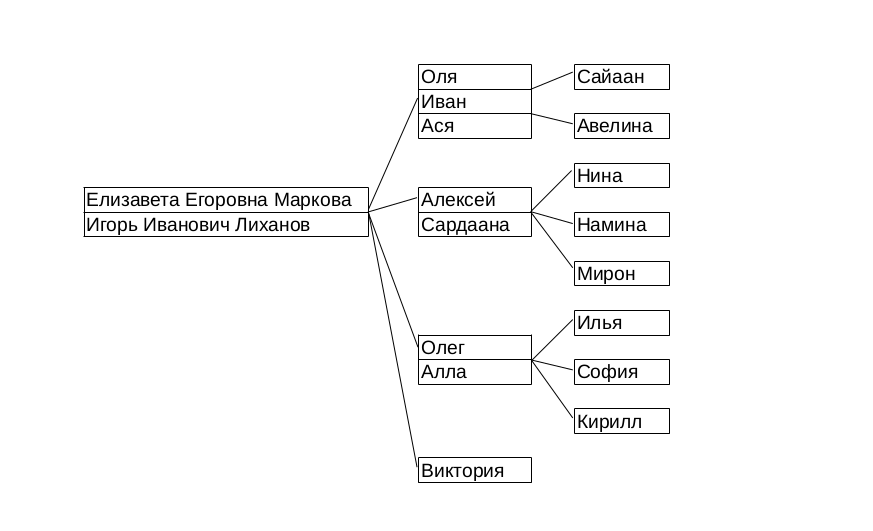 Оля
Иван
Ася
Сайаан
Авелина
Елизавета Егоровна Маркова
Игорь Иванович Лиханов
Алексей
Сардаана
Нина
Намина
Мирон
Олег
Алла
Илья
София
Кирилл
Виктория